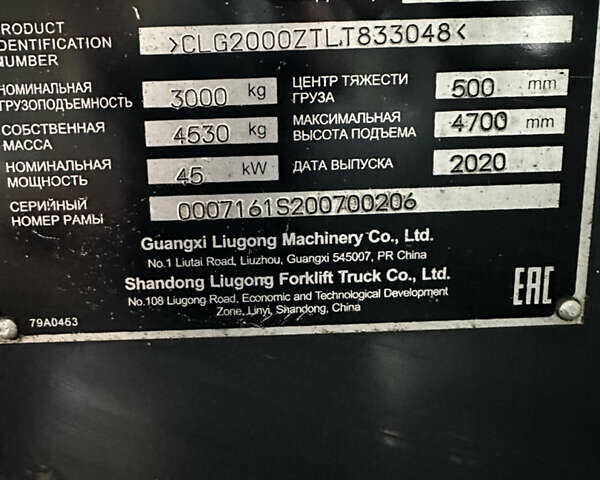 PRODUCT
IDENTIFICATION
NUMBER
>CLG2000ZTLT833048<
НОМИНАЛЬНАЯ
ГРУЗОПОДЪЕМНОСТЬ
3000 kg
ЦЕНТР ТЯЖЕСТИ
ГРУЗА
500 mm
СОБСТВЕННАЯ
МАССА
4530 kg
МАКСИМАЛЬНАЯ
ВЫСОТА ПОДЪЕМА
4700 mm
НОМИНАЛЬНАЯ
МОЩНОСТЬ
45 kW
ДАТА ВЫПУСКА
2020
СЕРИЙНЫЙ
НОМЕР РАМЫ
0007161S200700206
Guangxi Liugong Machinery Co., Ltd.
No.1 Liutai Road, Liuzhou, Guangxi 545007, PR China
Shandong Liugong Forklift Truck Co., Ltd.
No.108 Liugong Road, Economic and Technological Development
Zone, Linyi, Shandong, China
79A0453
EAC